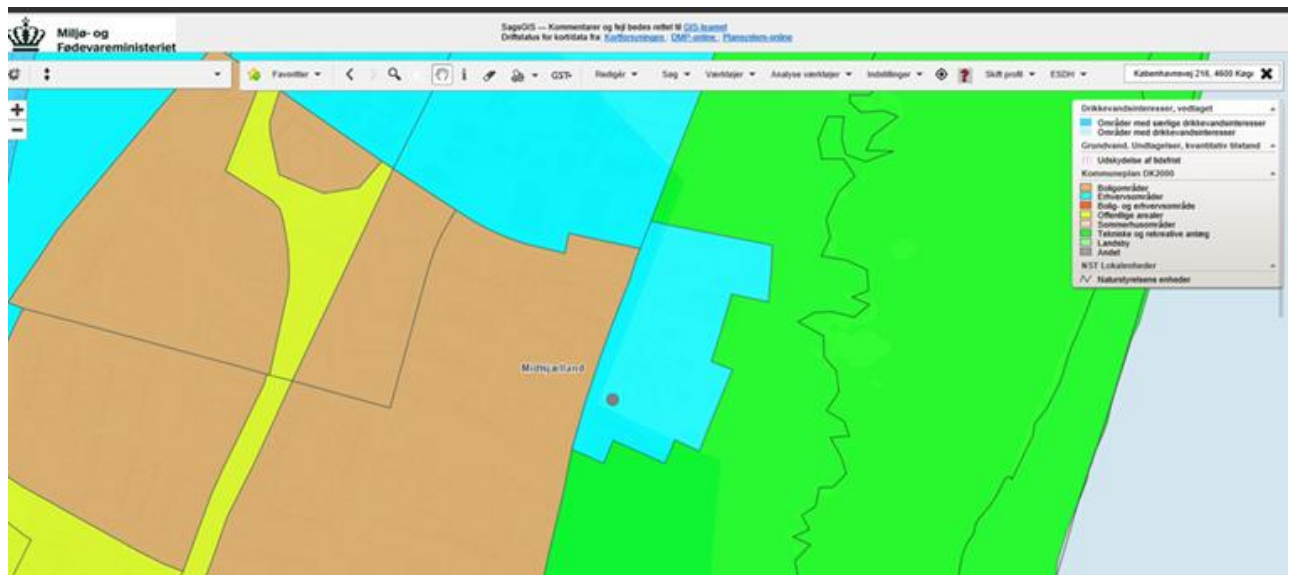 Miljø- og
Fødevareministeriet
SagsGIS — Kommentarer og fejl bedes rettet til GIS-teamet
Driftstatus for kortdata fra: Kortforsyningen, DMP-online, Plansystem-online
Favoritter
i
GST-
Redigér
Søg
Værktøjer
Analyse værktøjer
Indstillinger
?
Skift profil
ESDH
Københavnsvej 216, 4600 Køge
+
−
Drikkevandsinteresser, vedtaget
Områder med særlige drikkevandsinteresser
Områder med drikkevandsinteresser
Grundvand, Undtagelser, kvantitativ tilstand
Udskydelse af tidsfrist
Kommuneplan DK2000
Boligområder
Erhvervsområder
Bolig- og erhvervsområde
Offentlige arealer
Sommerhusområder
Tekniske og rekreative anlæg
Landsby
Andet
NST Lokalenheder
Naturstyrelsens enheder
Midtsjælland